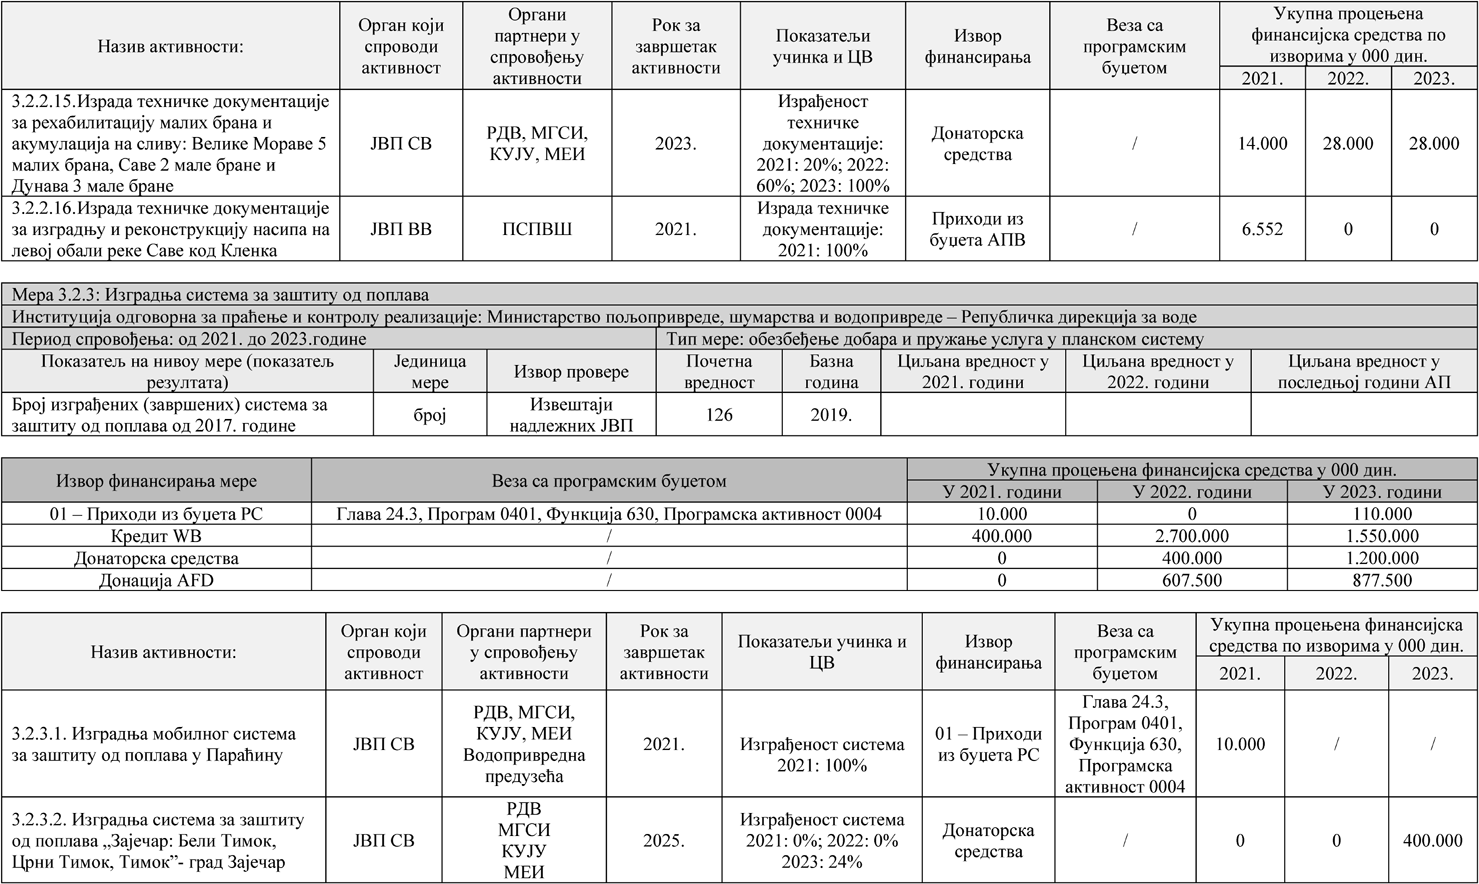 Назив активности:
Орган који спроводи активност
Органи партнери у спровођењу активности
Рок за завршетак активности
Показатељи учинка и ЦВ
Извор финансирања
Веза са програмским буџетом
Укупна процењена финансијска средства по изворима у 000 дин.
2021.
2022.
2023.
3.2.2.15.Израда техничке документације
за рехабилитацију малих брана и
акумулација на сливу: Велике Мораве 5
малих брана, Саве 2 мале бране и
Дунава 3 мале бране
ЈВП СВ
РДВ, МГСИ,
КУЈУ, МЕИ
2023.
Израђеност
техничке
документације:
2021: 20%; 2022:
60%; 2023: 100%
Донаторска
средства
/
14.000
28.000
28.000
3.2.2.16.Израда техничке документације
за изградњу и реконструкцију насипа на
левој обали реке Саве код Кленка
ЈВП ВВ
ПСПВШ
2021.
Израда техничке
документације:
2021: 100%
Приходи из
буџета АПВ
/
6.552
0
0
Мера 3.2.3: Изградња система за заштиту од поплава
Институција одговорна за праћење и контролу реализације: Министарство пољопривреде, шумарства и водопривреде – Републичка дирекција за воде
Период спровођења: од 2021. до 2023.године
Тип мере: обезбеђење добара и пружање услуга у планском систему
Показатељ на нивоу мере (показатељ
резултата)
Јединица
мере
Извор провере
Почетна
вредност
Базна
година
Циљана вредност у
2021. години
Циљана вредност у
2022. години
Циљана вредност у
последњој години АП
Број изграђених (завршених) система за
заштиту од поплава од 2017. године
број
Извештаји
надлежних ЈВП
126
2019.
Извор финансирања мере
Веза са програмским буџетом
Укупна процењена финансијска средства у 000 дин.
У 2021. години
У 2022. години
У 2023. години
01 – Приходи из буџета РС
Глава 24.3, Програм 0401, Функција 630, Програмска активност 0004
10.000
0
110.000
Кредит WB
/
400.000
2.700.000
1.550.000
Донаторска средства
/
0
400.000
1.200.000
Донација AFD
/
0
607.500
877.500
Назив активности:
Орган који
спроводи
активност
Органи партнери
у спровођењу
активности
Рок за
завршетак
активности
Показатељи учинка и
ЦВ
Извор
финансирања
Веза са
програмским
буџетом
Укупна процењена финансијска
средства по изворима у 000 дин.
2021.
2022.
2023.
3.2.3.1. Изградња мобилног система
за заштиту од поплава у Параћину
ЈВП СВ
РДВ, МГСИ,
КУЈУ, МЕИ
Водопривредна
предузећа
2021.
Изграђеност система
2021: 100%
01 – Приходи
из буџета РС
Глава 24.3,
Програм 0401,
Функција 630,
Програмска
активност 0004
10.000
/
/
3.2.3.2. Изградња система за заштиту
од поплава „Зајечар: Бели Тимок,
Црни Тимок, Тимок”- град Зајечар
ЈВП СВ
РДВ
МГСИ
КУЈУ
МЕИ
2025.
Изграђеност система
2021: 0%; 2022: 0%
2023: 24%
Донаторска
средства
/
0
0
400.000